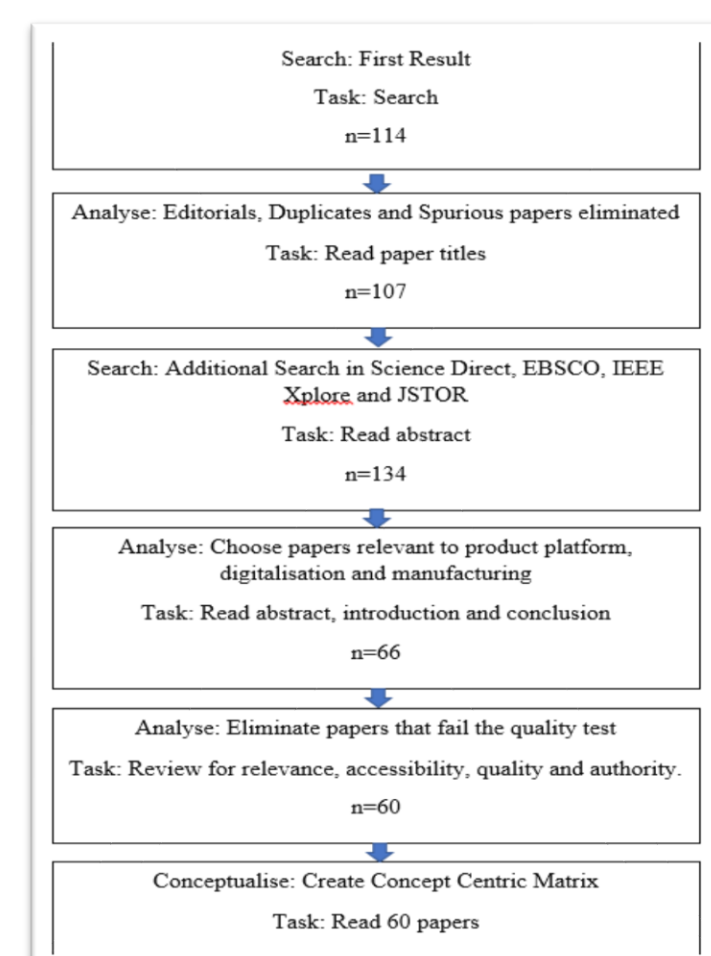 Search: First Result
Task: Search
n=114
Analyse: Editorials, Duplicates and Spurious papers eliminated
Task: Read paper titles
n=107
Search: Additional Search in Science Direct, EBSCO, IEEE
Xplore and JSTOR
Task: Read abstract
n=134
Analyse: Choose papers relevant to product platform,
digitalisation and manufacturing
Task: Read abstract, introduction and conclusion
n=66
Analyse: Eliminate papers that fail the quality test
Task: Review for relevance, accessibility, quality and authority.
n=60
Conceptualise: Create Concept Centric Matrix
Task: Read 60 papers